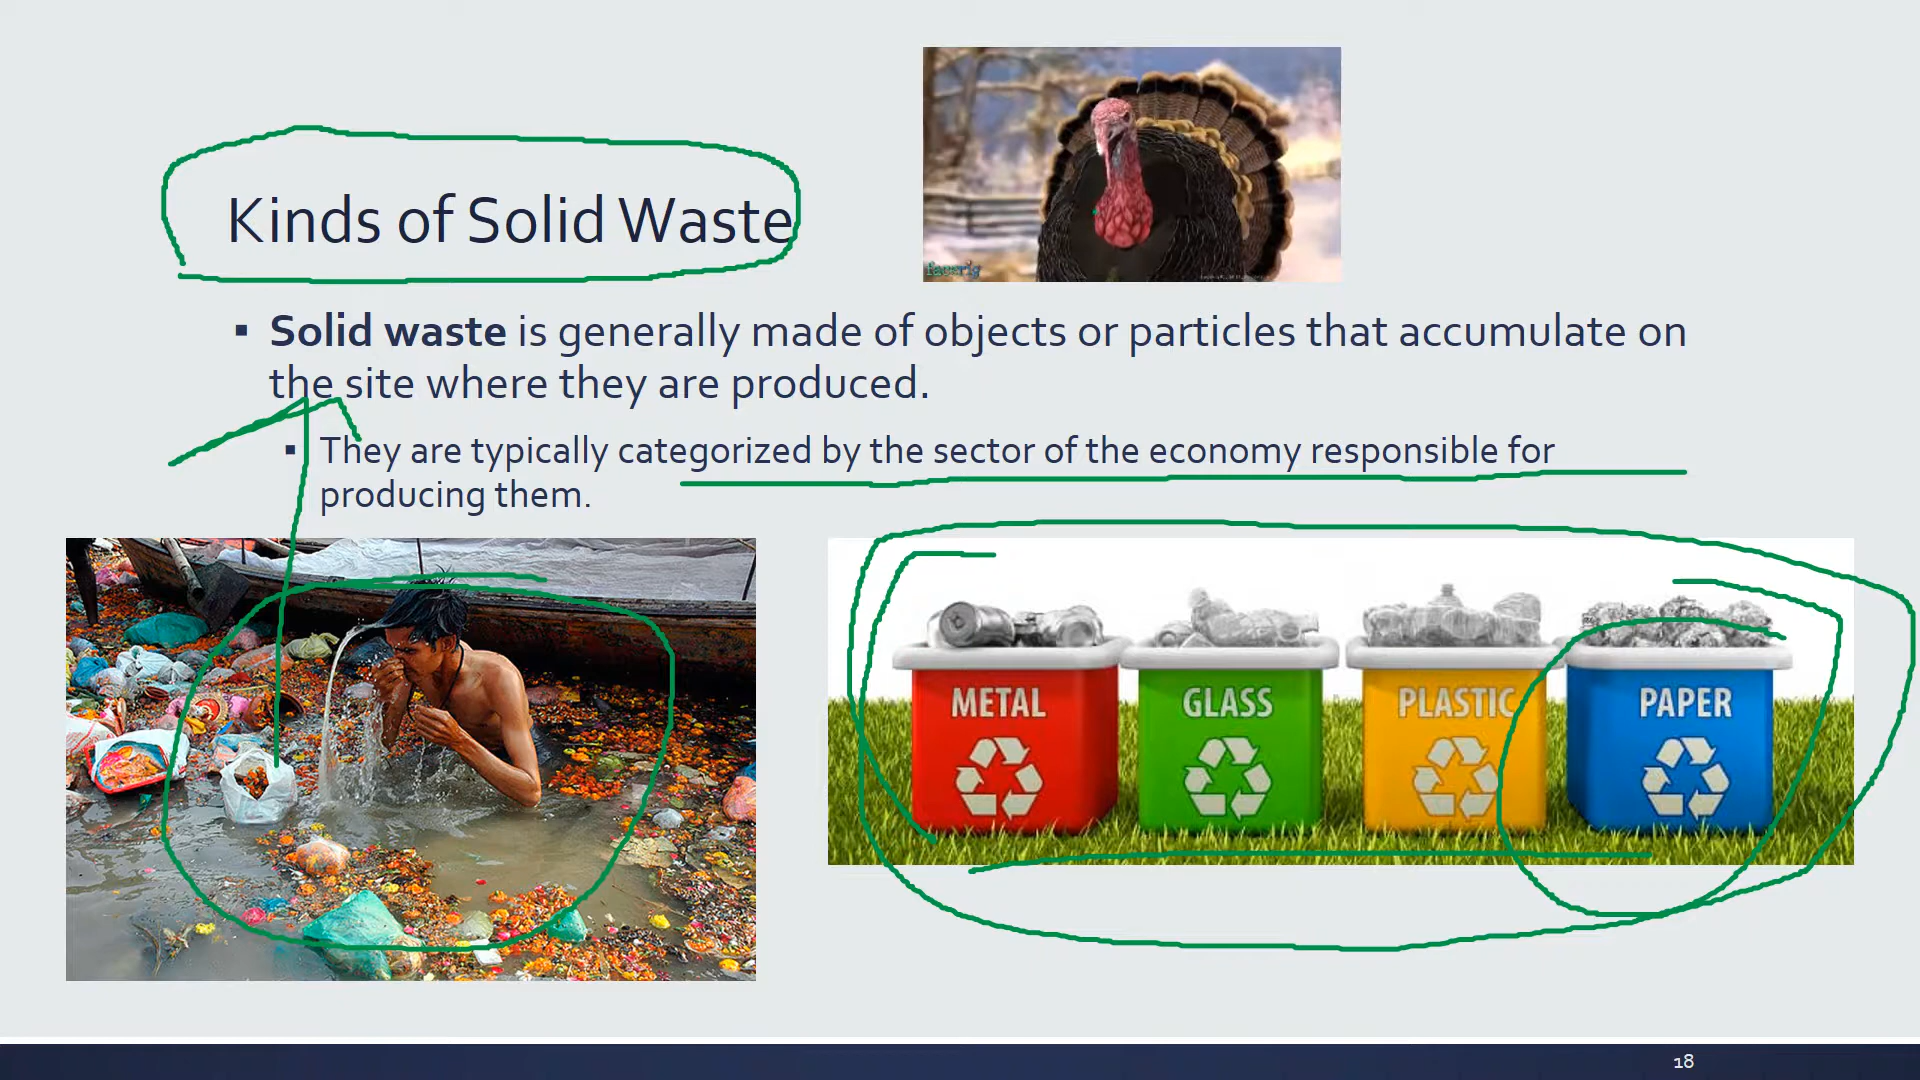 Kinds of Solid Waste
facerig
▪ Solid waste is generally made of objects or particles that accumulate on
the site where they are produced.
▪ They are typically categorized by the sector of the economy responsible for
producing them.
METAL GLASS PLASTIC PAPER
18